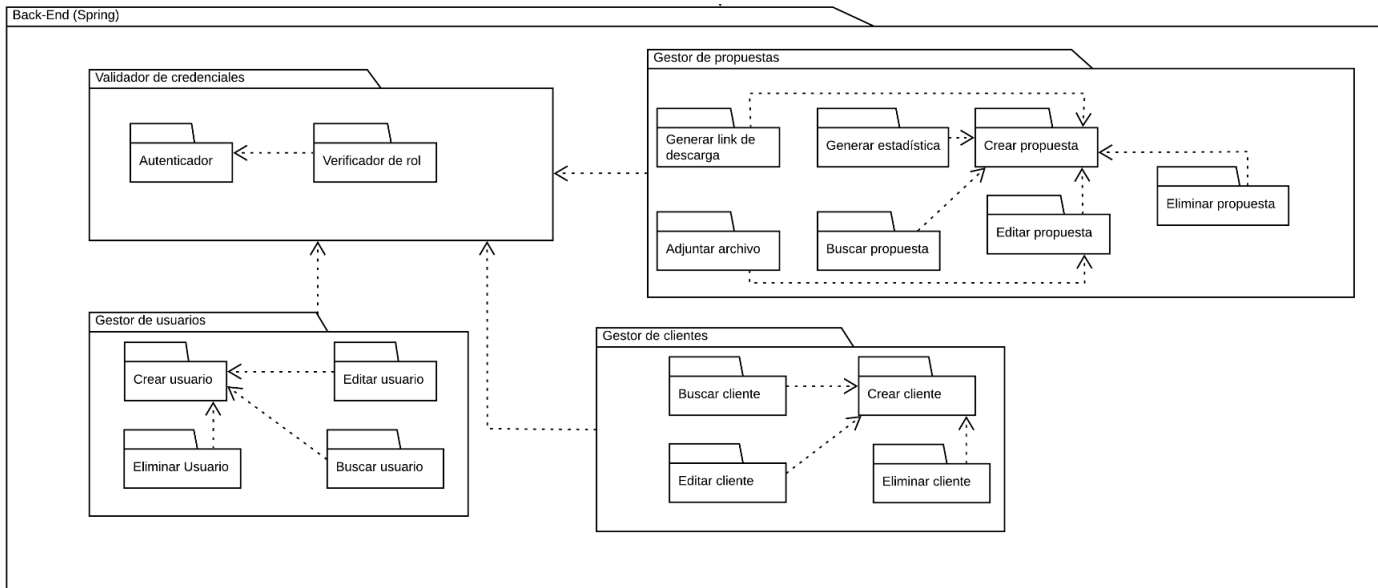 Back-End (Spring)
Validador de credenciales
Autenticador
Verificador de rol
Gestor de propuestas
Generar link de
descarga
Generar estadística
Crear propuesta
Eliminar propuesta
Adjuntar archivo
Buscar propuesta
Editar propuesta
Gestor de usuarios
Crear usuario
Editar usuario
Eliminar Usuario
Buscar usuario
Gestor de clientes
Buscar cliente
Crear cliente
Editar cliente
Eliminar cliente